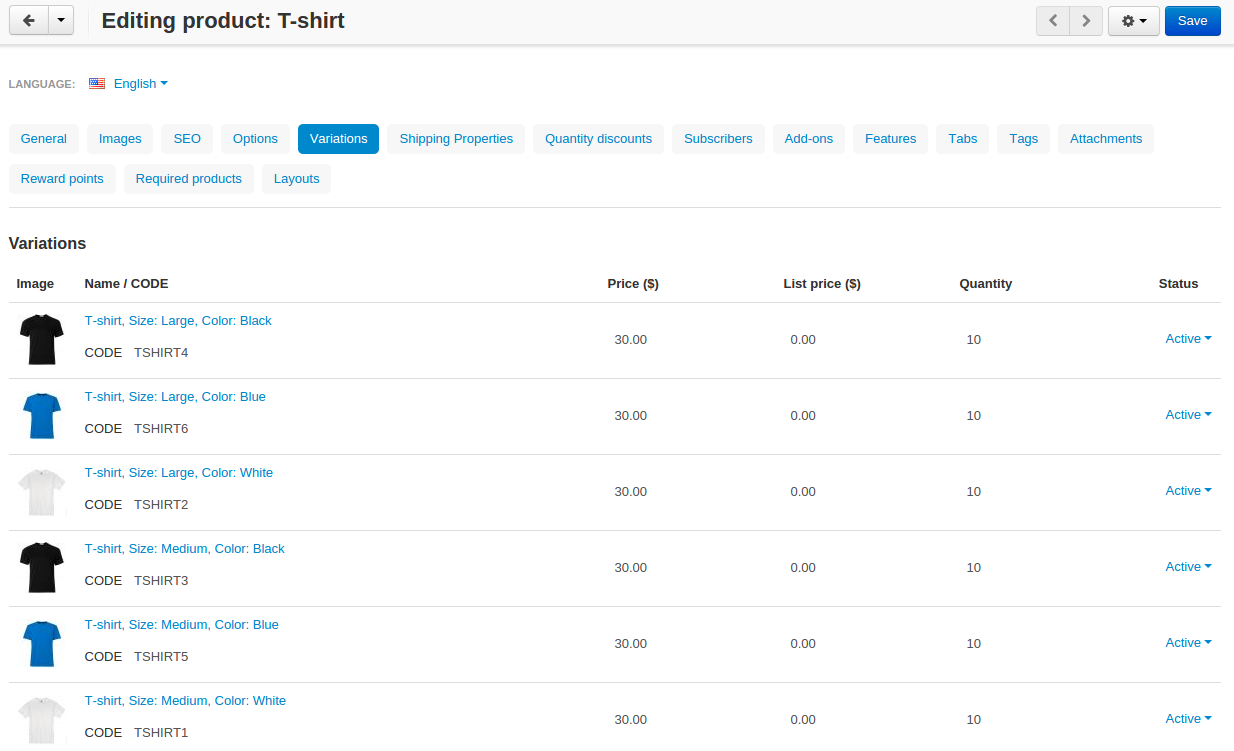 Editing product: T-shirt
Save
LANGUAGE: English
General Images SEO Options Variations Shipping Properties Quantity discounts Subscribers Add-ons Features Tabs Tags Attachments
Reward points Required products Layouts
Variations
Image Name / CODE Price ($) List price ($) Quantity Status
T-shirt, Size: Large, Color: Black
30.00 0.00 10 Active
CODE TSHIRT4
T-shirt, Size: Large, Color: Blue
30.00 0.00 10 Active
CODE TSHIRT6
T-shirt, Size: Large, Color: White
30.00 0.00 10 Active
CODE TSHIRT2
T-shirt, Size: Medium, Color: Black
30.00 0.00 10 Active
CODE TSHIRT3
T-shirt, Size: Medium, Color: Blue
30.00 0.00 10 Active
CODE TSHIRT5
T-shirt, Size: Medium, Color: White
30.00 0.00 10 Active
CODE TSHIRT1